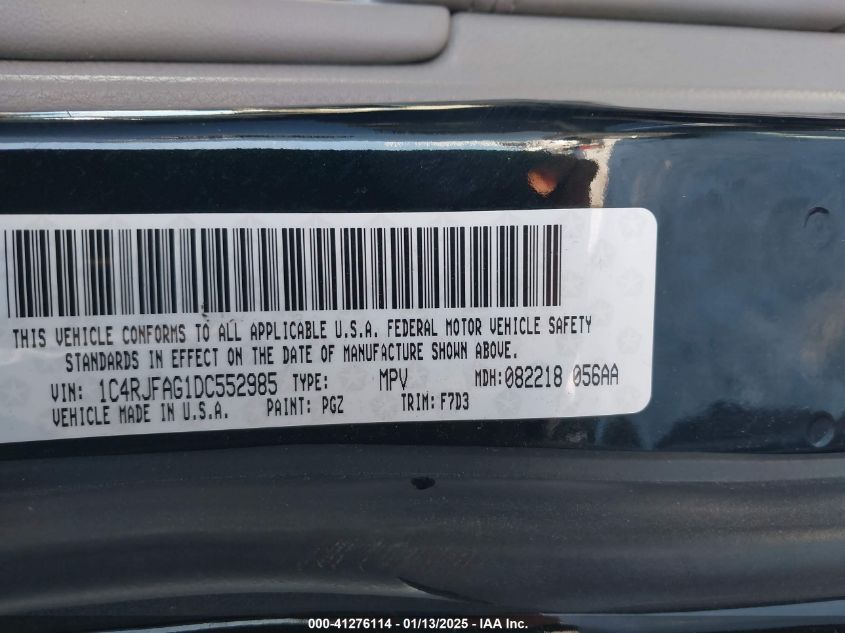 THIS VEHICLE CONFORMS TO ALL APPLICABLE U.S.A. FEDERAL MOTOR VEHICLE SAFETY
STANDARDS IN EFFECT ON THE DATE OF MANUFACTURE SHOWN ABOVE.
VIN: 1C4RJFAG1DC552985 TYPE: MPV MDH:082218 056AA
VEHICLE MADE IN U.S.A. PAINT: PGZ TRIM: F7D3
000-41276114 - 01/13/2025 - IAA Inc.